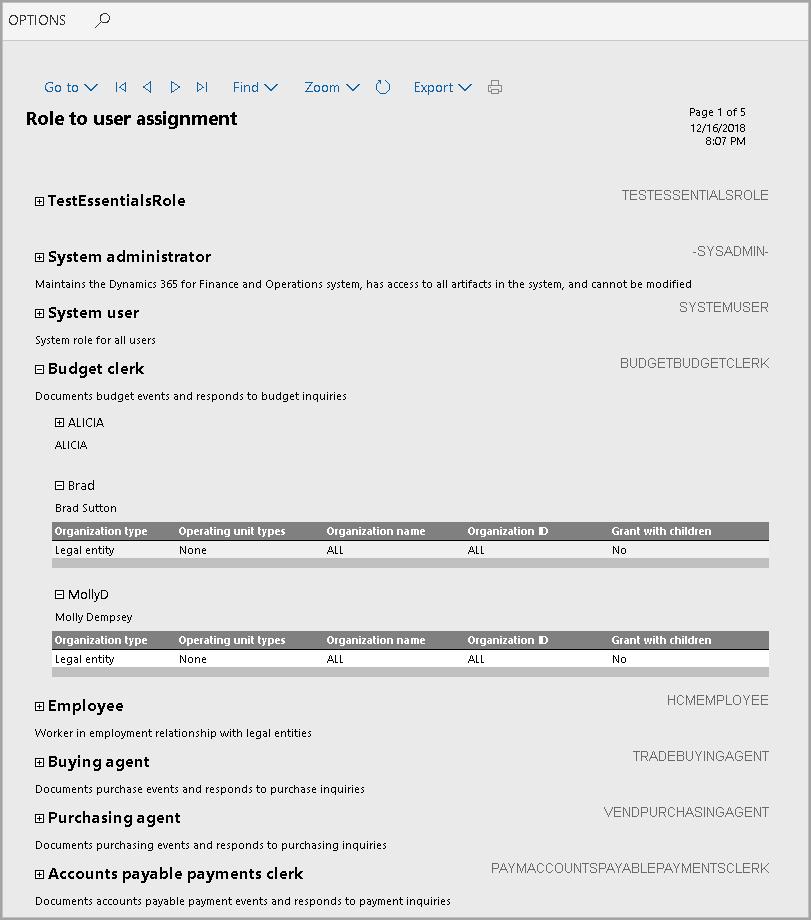 OPTIONS
Go to Find Zoom Export
Role to user assignment
Page 1 of 5
12/16/2018
8:07 PM
TestEssentialsRole TESTESSENTIALSROLE
System administrator -SYSADMIN-
Maintains the Dynamics 365 for Finance and Operations system, has access to all artifacts in the system, and cannot be modified
System user SYSTEMUSER
System role for all users
Budget clerk BUDGETBUDGETCLERK
Documents budget events and responds to budget inquiries
ALICIA
ALICIA
Brad
Brad Sutton
Organization type Operating unit types Organization name Organization ID Grant with children
Legal entity None ALL ALL No
MollyD
Molly Dempsey
Organization type Operating unit types Organization name Organization ID Grant with children
Legal entity None ALL ALL No
Employee HCMEMPLOYEE
Worker in employment relationship with legal entities
Buying agent TRADEBUYINGAGENT
Documents purchase events and responds to purchase inquiries
Purchasing agent VENDPURCHASINGAGENT
Documents purchasing events and responds to purchasing inquiries
Accounts payable payments clerk PAYMACCOUNTSPAYABLEPAYMENTSCLERK
Documents accounts payable payment events and responds to payment inquiries